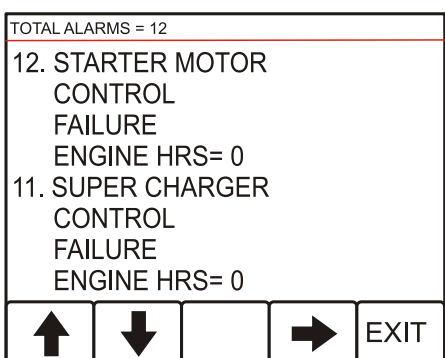 TOTAL ALARMS = 12
12. STARTER MOTOR
CONTROL
FAILURE
ENGINE HRS= 0
11. SUPER CHARGER
CONTROL
FAILURE
ENGINE HRS= 0
EXIT